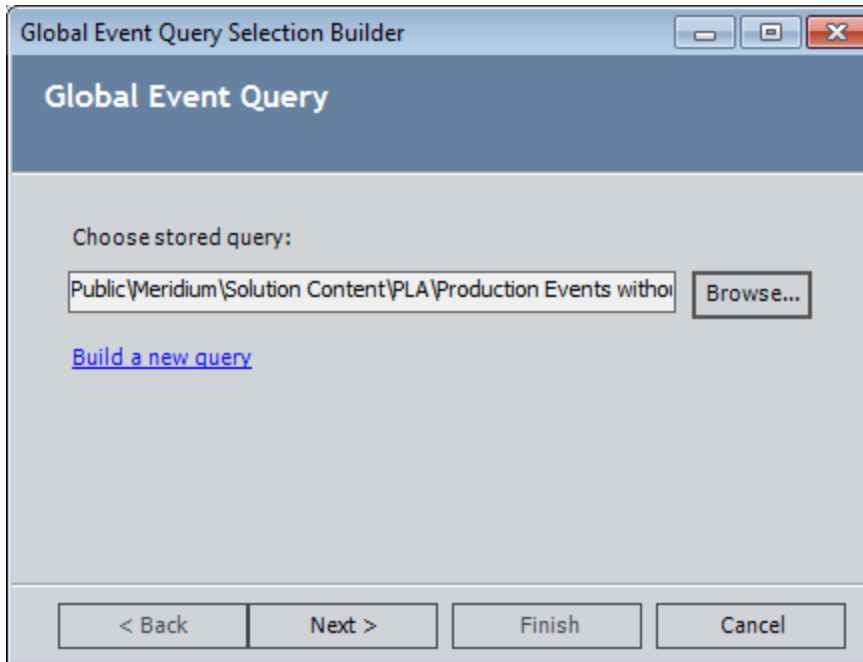 Global Event Query Selection Builder
Global Event Query
Choose stored query:
Public\Meridium\Solution Content\PLA\Production Events withou
Browse...
Build a new query
< Back Next > Finish Cancel